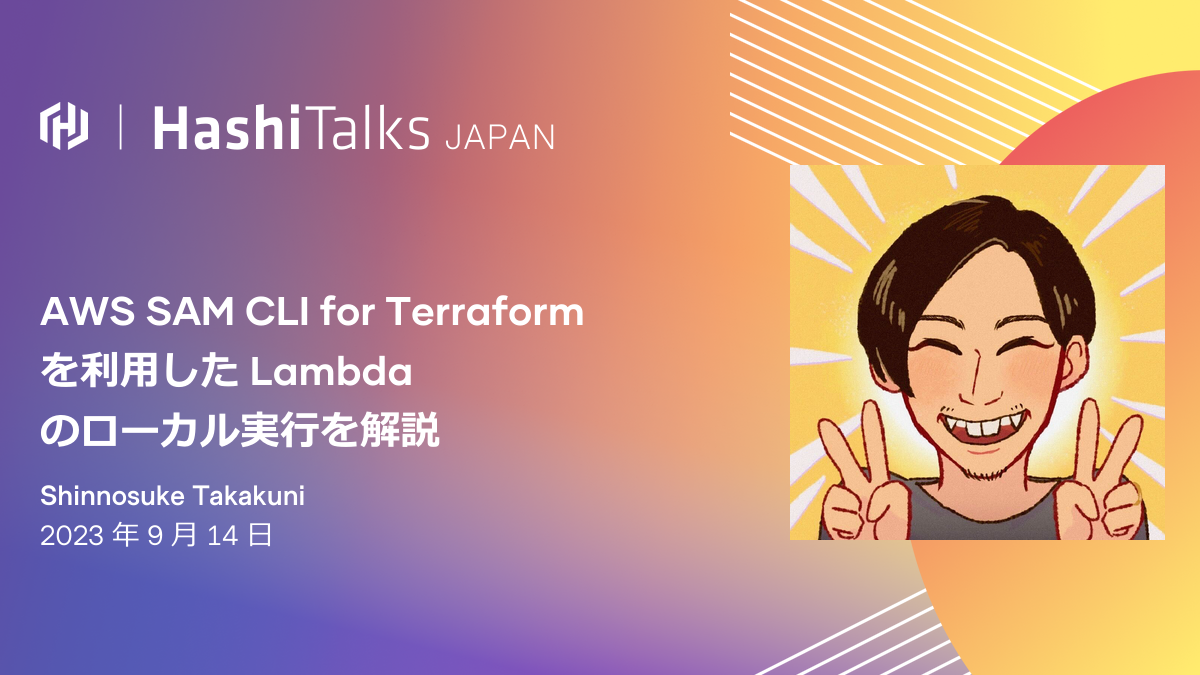 HashiTalks JAPAN
AWS SAM CLI for Terraform
を利用した Lambda
のローカル実行を解説
Shinnosuke Takakuni
2023 年 9 月 14 日